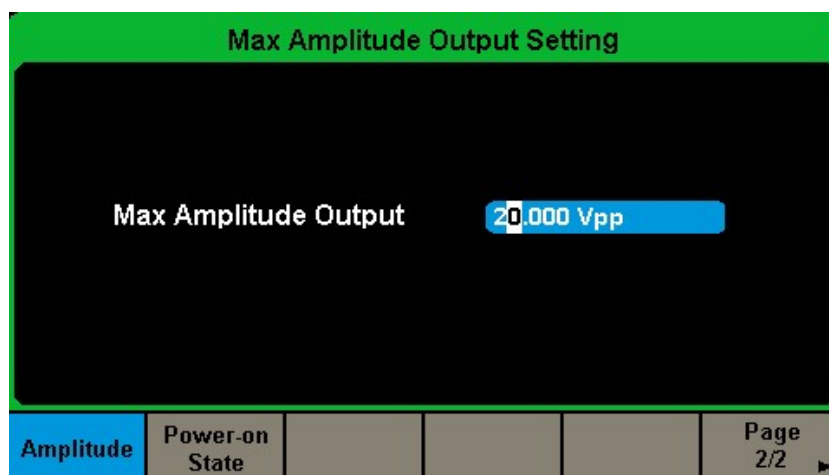 Max Amplitude Output Setting
Max Amplitude Output 20.000 Vpp
Amplitude
Power-on
State
Page
2/2